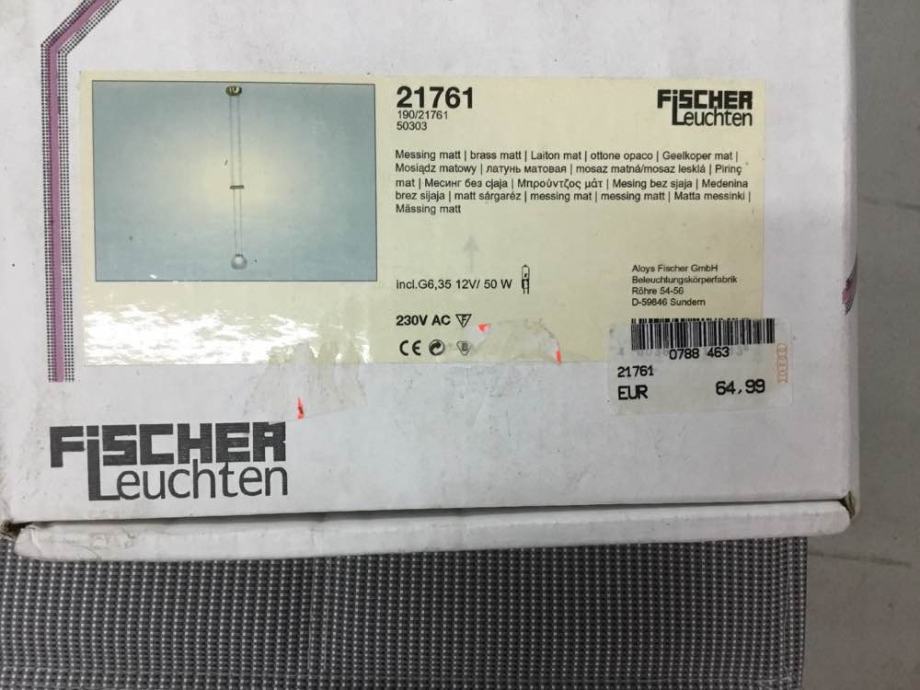 21761
190/21761
50303
FiSCHER
Leuchten
Messing matt | brass matt | Laiton mat | ottone opaco | Geelkoper mat |
Mosiądz matowy | латунь матовая | mosaz matná/mosaz lesklá | Pirinç
mat | Месинг без сјаја | Μπρούντζος μάτ | Mesing bez sjaja | Medenina
brez sijaja | matt sárgaréz | messing mat | messing matt | Matta messinki |
Mässing matt
incl.G6,35 12V/ 50 W
Aloys Fischer GmbH
Beleuchtungskörperfabrik
Röhre 54-56
D-59846 Sundern
230V AC F
CE
0788 463
21761
EUR 64,99
FiSCHER
Leuchten